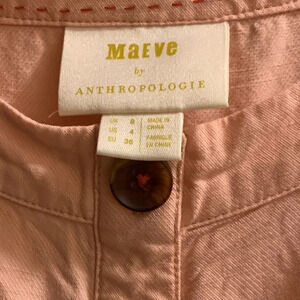 MAEVE
by
ANTHROPOLOGIE
UK 8
US 4
EU 36
MADE IN
CHINA
FABRIQUÉ
EN CHINE